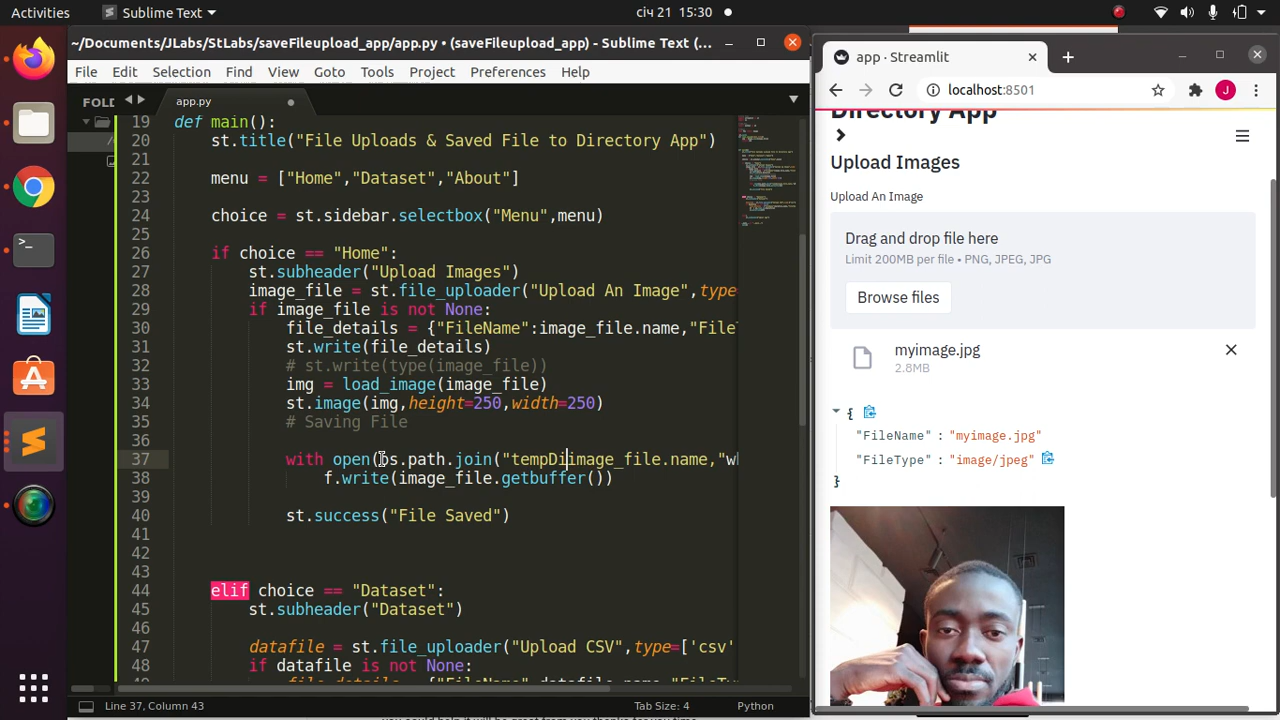 Activities
Sublime Text
січ 21 15:30
~/Documents/JLabs/stLabs/saveFileupload_app/app.py • (saveFileupload_app) - Sublime Text (...
File Edit Selection Find View Goto Tools Project Preferences Help
FOLD
app.py
19 def main():
20 st.title("File Uploads & Saved File to Directory App")
21
22 menu = ["Home","Dataset","About"]
23
24 choice = st.sidebar.selectbox("Menu",menu)
25
26 if choice == "Home":
27 st.subheader("Upload Images")
28 image_file = st.file_uploader("Upload An Image",type
29 if image_file is not None:
30 file_details = {"FileName":image_file.name,"FileT
31 st.write(file_details)
32 # st.write(type(image_file))
33 img = load_image(image_file)
34 st.image(img,height=250,width=250)
35 # Saving File
36
37 with open(os.path.join("tempDiimage_file.name,"w
38 f.write(image_file.getbuffer())
39
40 st.success("File Saved")
41
42
43
44 elif choice == "Dataset":
45 st.subheader("Dataset")
46
47 datafile = st.file_uploader("Upload CSV",type=['csv'
48 if datafile is not None:
Line 37, Column 43
Tab Size: 4
Python
app · Streamlit
localhost:8501
J
Directory App
Upload Images
Upload An Image
Drag and drop file here
Limit 200MB per file • PNG, JPEG, JPG
Browse files
myimage.jpg
2.8MB
{
"FileName" : "myimage.jpg"
"FileType" : "image/jpeg"
}